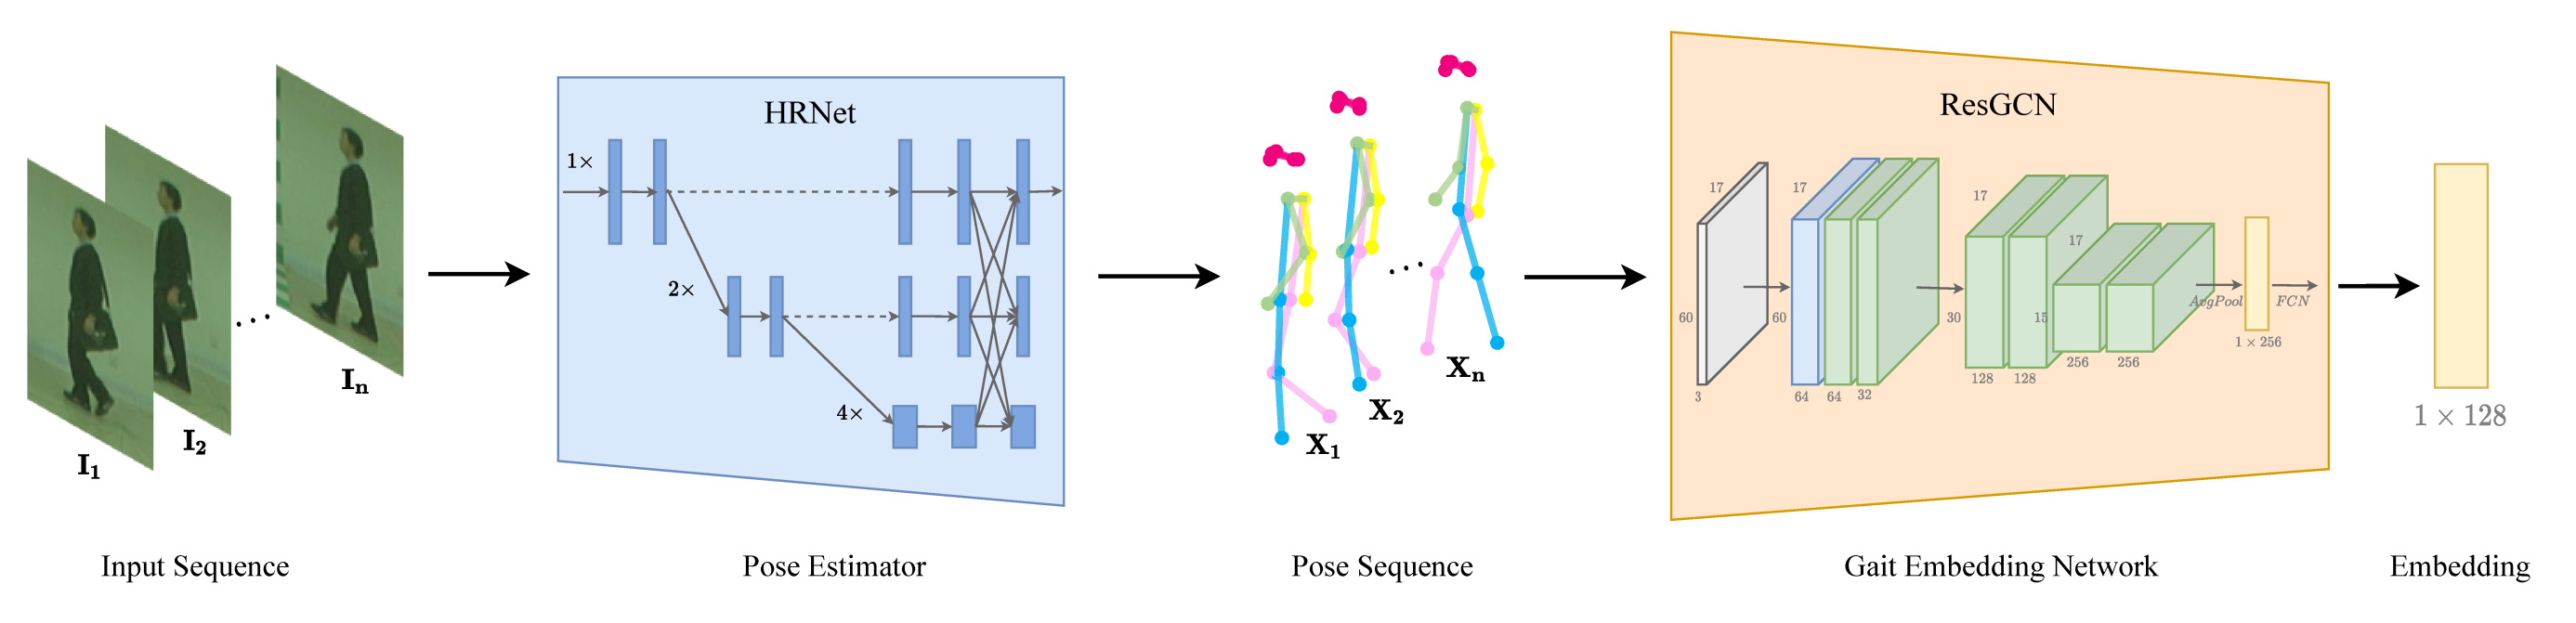 I1
I2
...
In
Input Sequence
HRNet
1×
2×
4×
Pose Estimator
X1
X2
...
Xn
Pose Sequence
ResGCN
17
60
3
17
60
64
64
32
17
30
128
128
17
15
256
256
AvgPool
1 × 256
FCN
Gait Embedding Network
1 × 128
Embedding